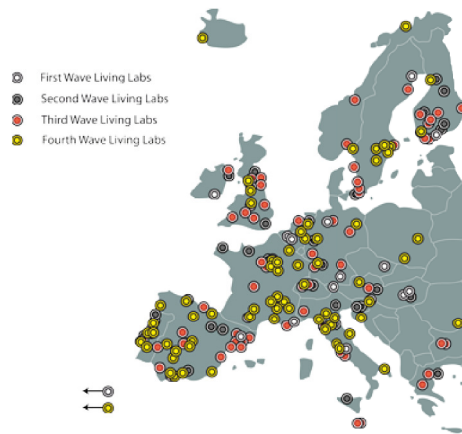 First Wave Living Labs
Second Wave Living Labs
Third Wave Living Labs
Fourth Wave Living Labs